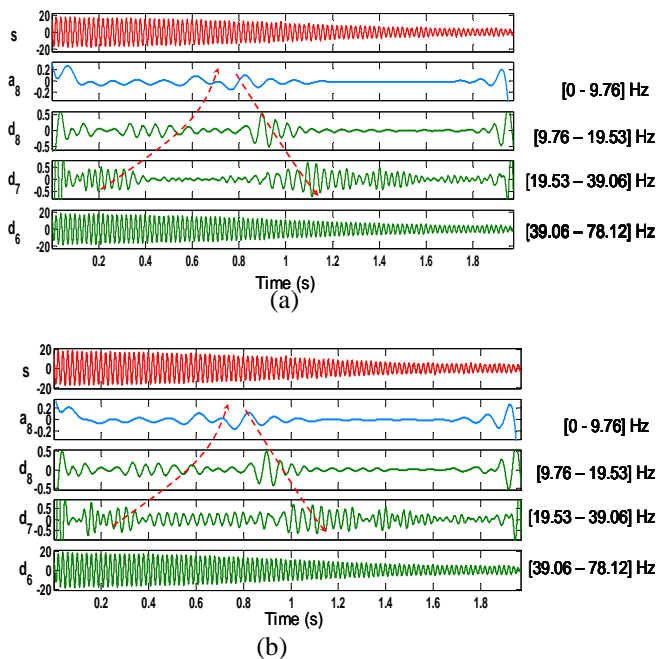 20
s 0
-20
0.2
a8 -0.2
[0 - 9.76] Hz
0.5
d8
-0.5
[9.76 – 19.53] Hz
0.5
d7
-0.5
[19.53 – 39.06] Hz
20
d6 0
-20
[39.06 – 78.12] Hz
0.2 0.4 0.6 0.8 1 1.2 1.4 1.6 1.8
Time (s)
(a)
20
s 0
-20
0.2
a8 -0.2
[0 - 9.76] Hz
0.5
d8 0
-0.5
[9.76 – 19.53] Hz
0.5
d7 0
-0.5
[19.53 – 39.06] Hz
20
d6 0
-20
[39.06 – 78.12] Hz
0.2 0.4 0.6 0.8 1 1.2 1.4 1.6 1.8
Time (s)
(b)